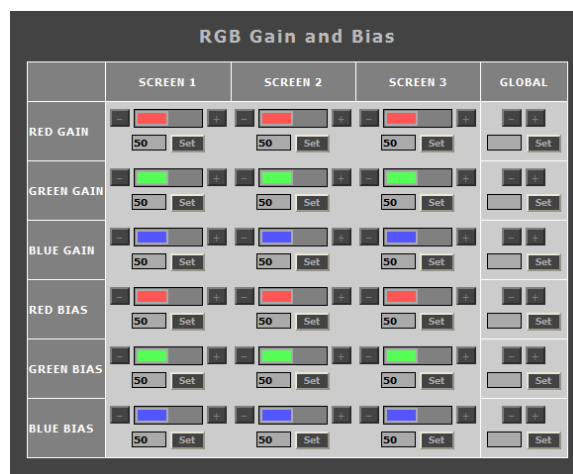 RGB Gain and Bias
SCREEN 1 SCREEN 2 SCREEN 3 GLOBAL
RED GAIN
- + - + - + - +
50 Set 50 Set 50 Set Set
GREEN GAIN
- + - + - + - +
50 Set 50 Set 50 Set Set
BLUE GAIN
- + - + - + - +
50 Set 50 Set 50 Set Set
RED BIAS
- + - + - + - +
50 Set 50 Set 50 Set Set
GREEN BIAS
- + - + - + - +
50 Set 50 Set 50 Set Set
BLUE BIAS
- + - + - + - +
50 Set 50 Set 50 Set Set